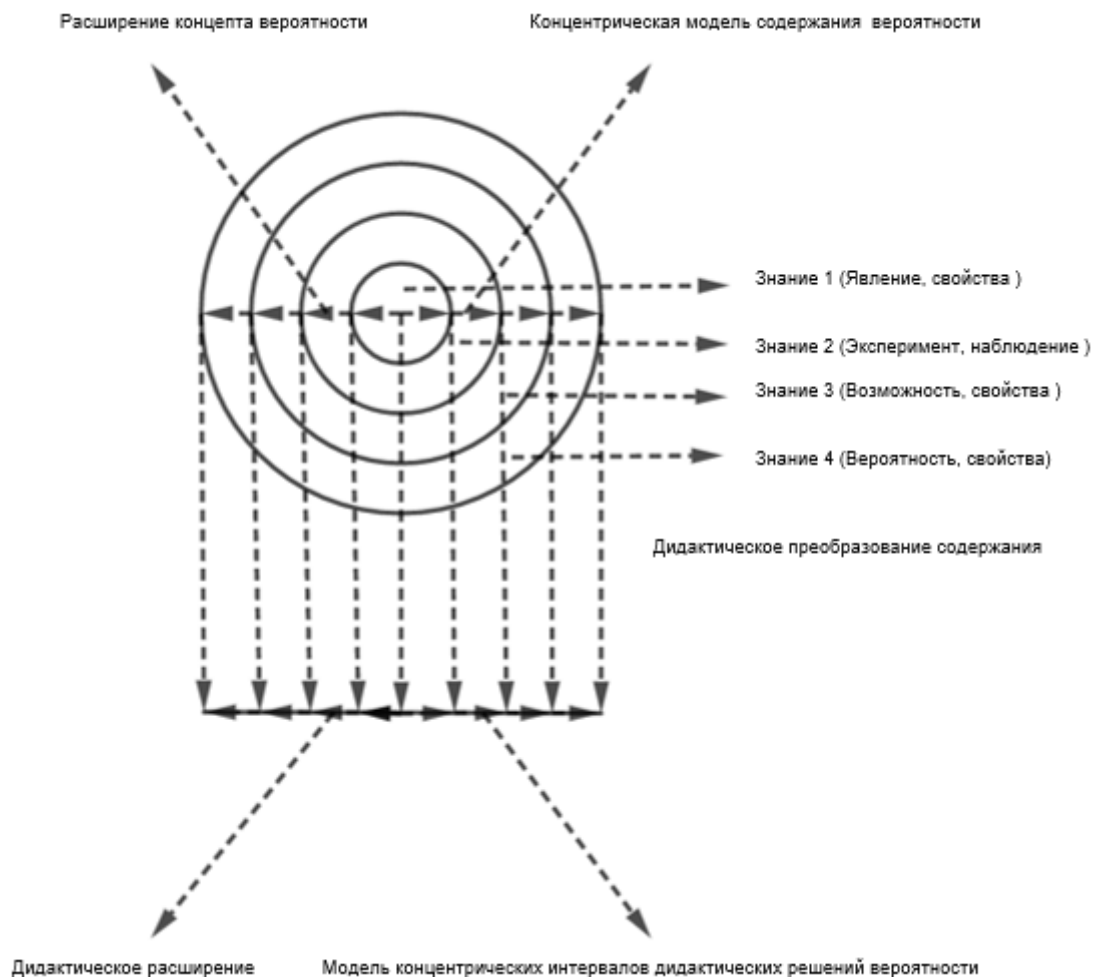 Расширение концепта вероятности
Концентрическая модель содержания вероятности
Знание 1 (Явление, свойства )
Знание 2 (Эксперимент, наблюдение )
Знание 3 (Возможность, свойства )
Знание 4 (Вероятность, свойства)
Дидактическое преобразование содержания
Дидактическое расширение
Модель концентрических интервалов дидактических решений вероятности